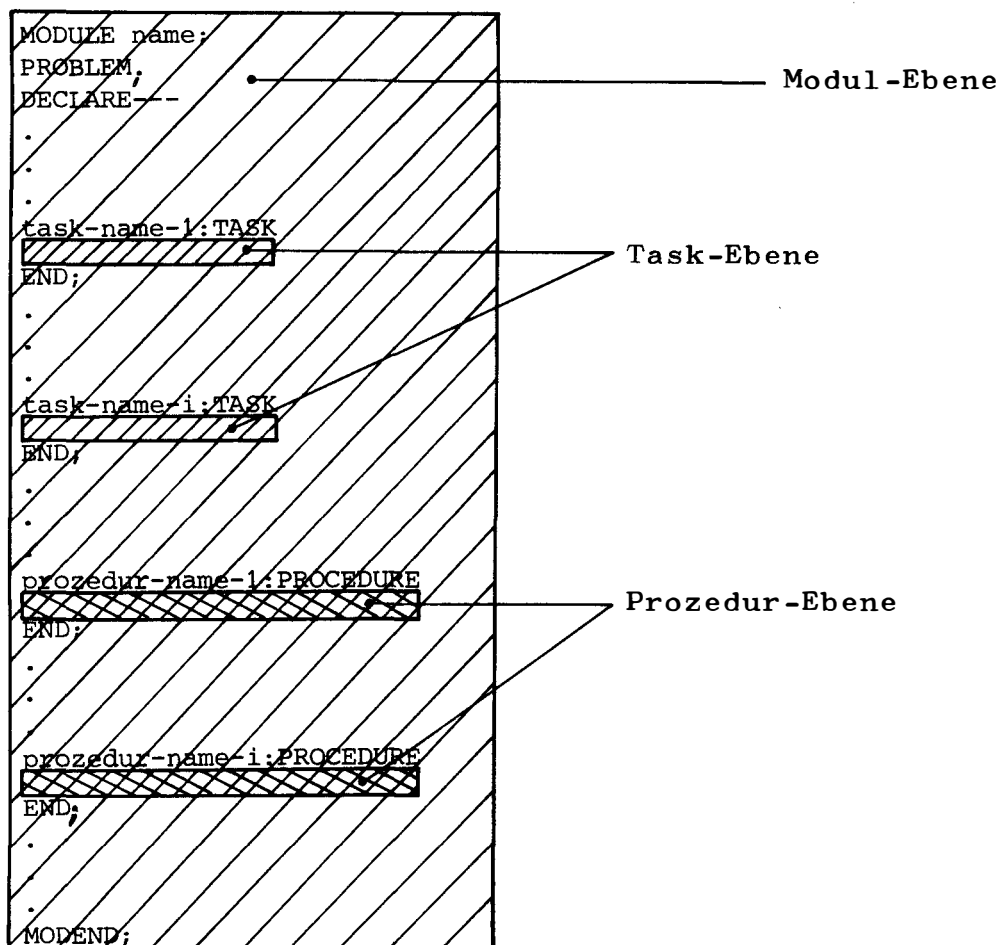 MODULE name;
PROBLEM;
DECLARE---
.
.
.
task-name-1:TASK
END;
.
.
.
task-name-i:TASK
END;
.
.
.
prozedur-name-1:PROCEDURE
END;
.
.
.
prozedur-name-i:PROCEDURE
END;
.
.
.
MODEND;
Modul-Ebene
Task-Ebene
Prozedur-Ebene